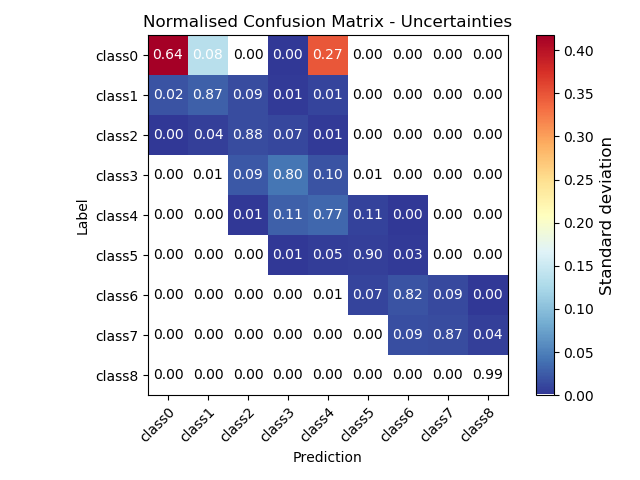 Normalised Confusion Matrix - Uncertainties
class0 0.64 0.08 0.00 0.00 0.27 0.00 0.00 0.00 0.00
class1 0.02 0.87 0.09 0.01 0.01 0.00 0.00 0.00 0.00
class2 0.00 0.04 0.88 0.07 0.01 0.00 0.00 0.00 0.00
class3 0.00 0.01 0.09 0.80 0.10 0.01 0.00 0.00 0.00
class4 0.00 0.00 0.01 0.11 0.77 0.11 0.00 0.00 0.00
class5 0.00 0.00 0.00 0.01 0.05 0.90 0.03 0.00 0.00
class6 0.00 0.00 0.00 0.00 0.01 0.07 0.82 0.09 0.00
class7 0.00 0.00 0.00 0.00 0.00 0.00 0.09 0.87 0.04
class8 0.00 0.00 0.00 0.00 0.00 0.00 0.00 0.00 0.99
class0 class1 class2 class3 class4 class5 class6 class7 class8
Prediction
Label
0.40
0.35
0.30
0.25
0.20
0.15
0.10
0.05
0.00
Standard deviation